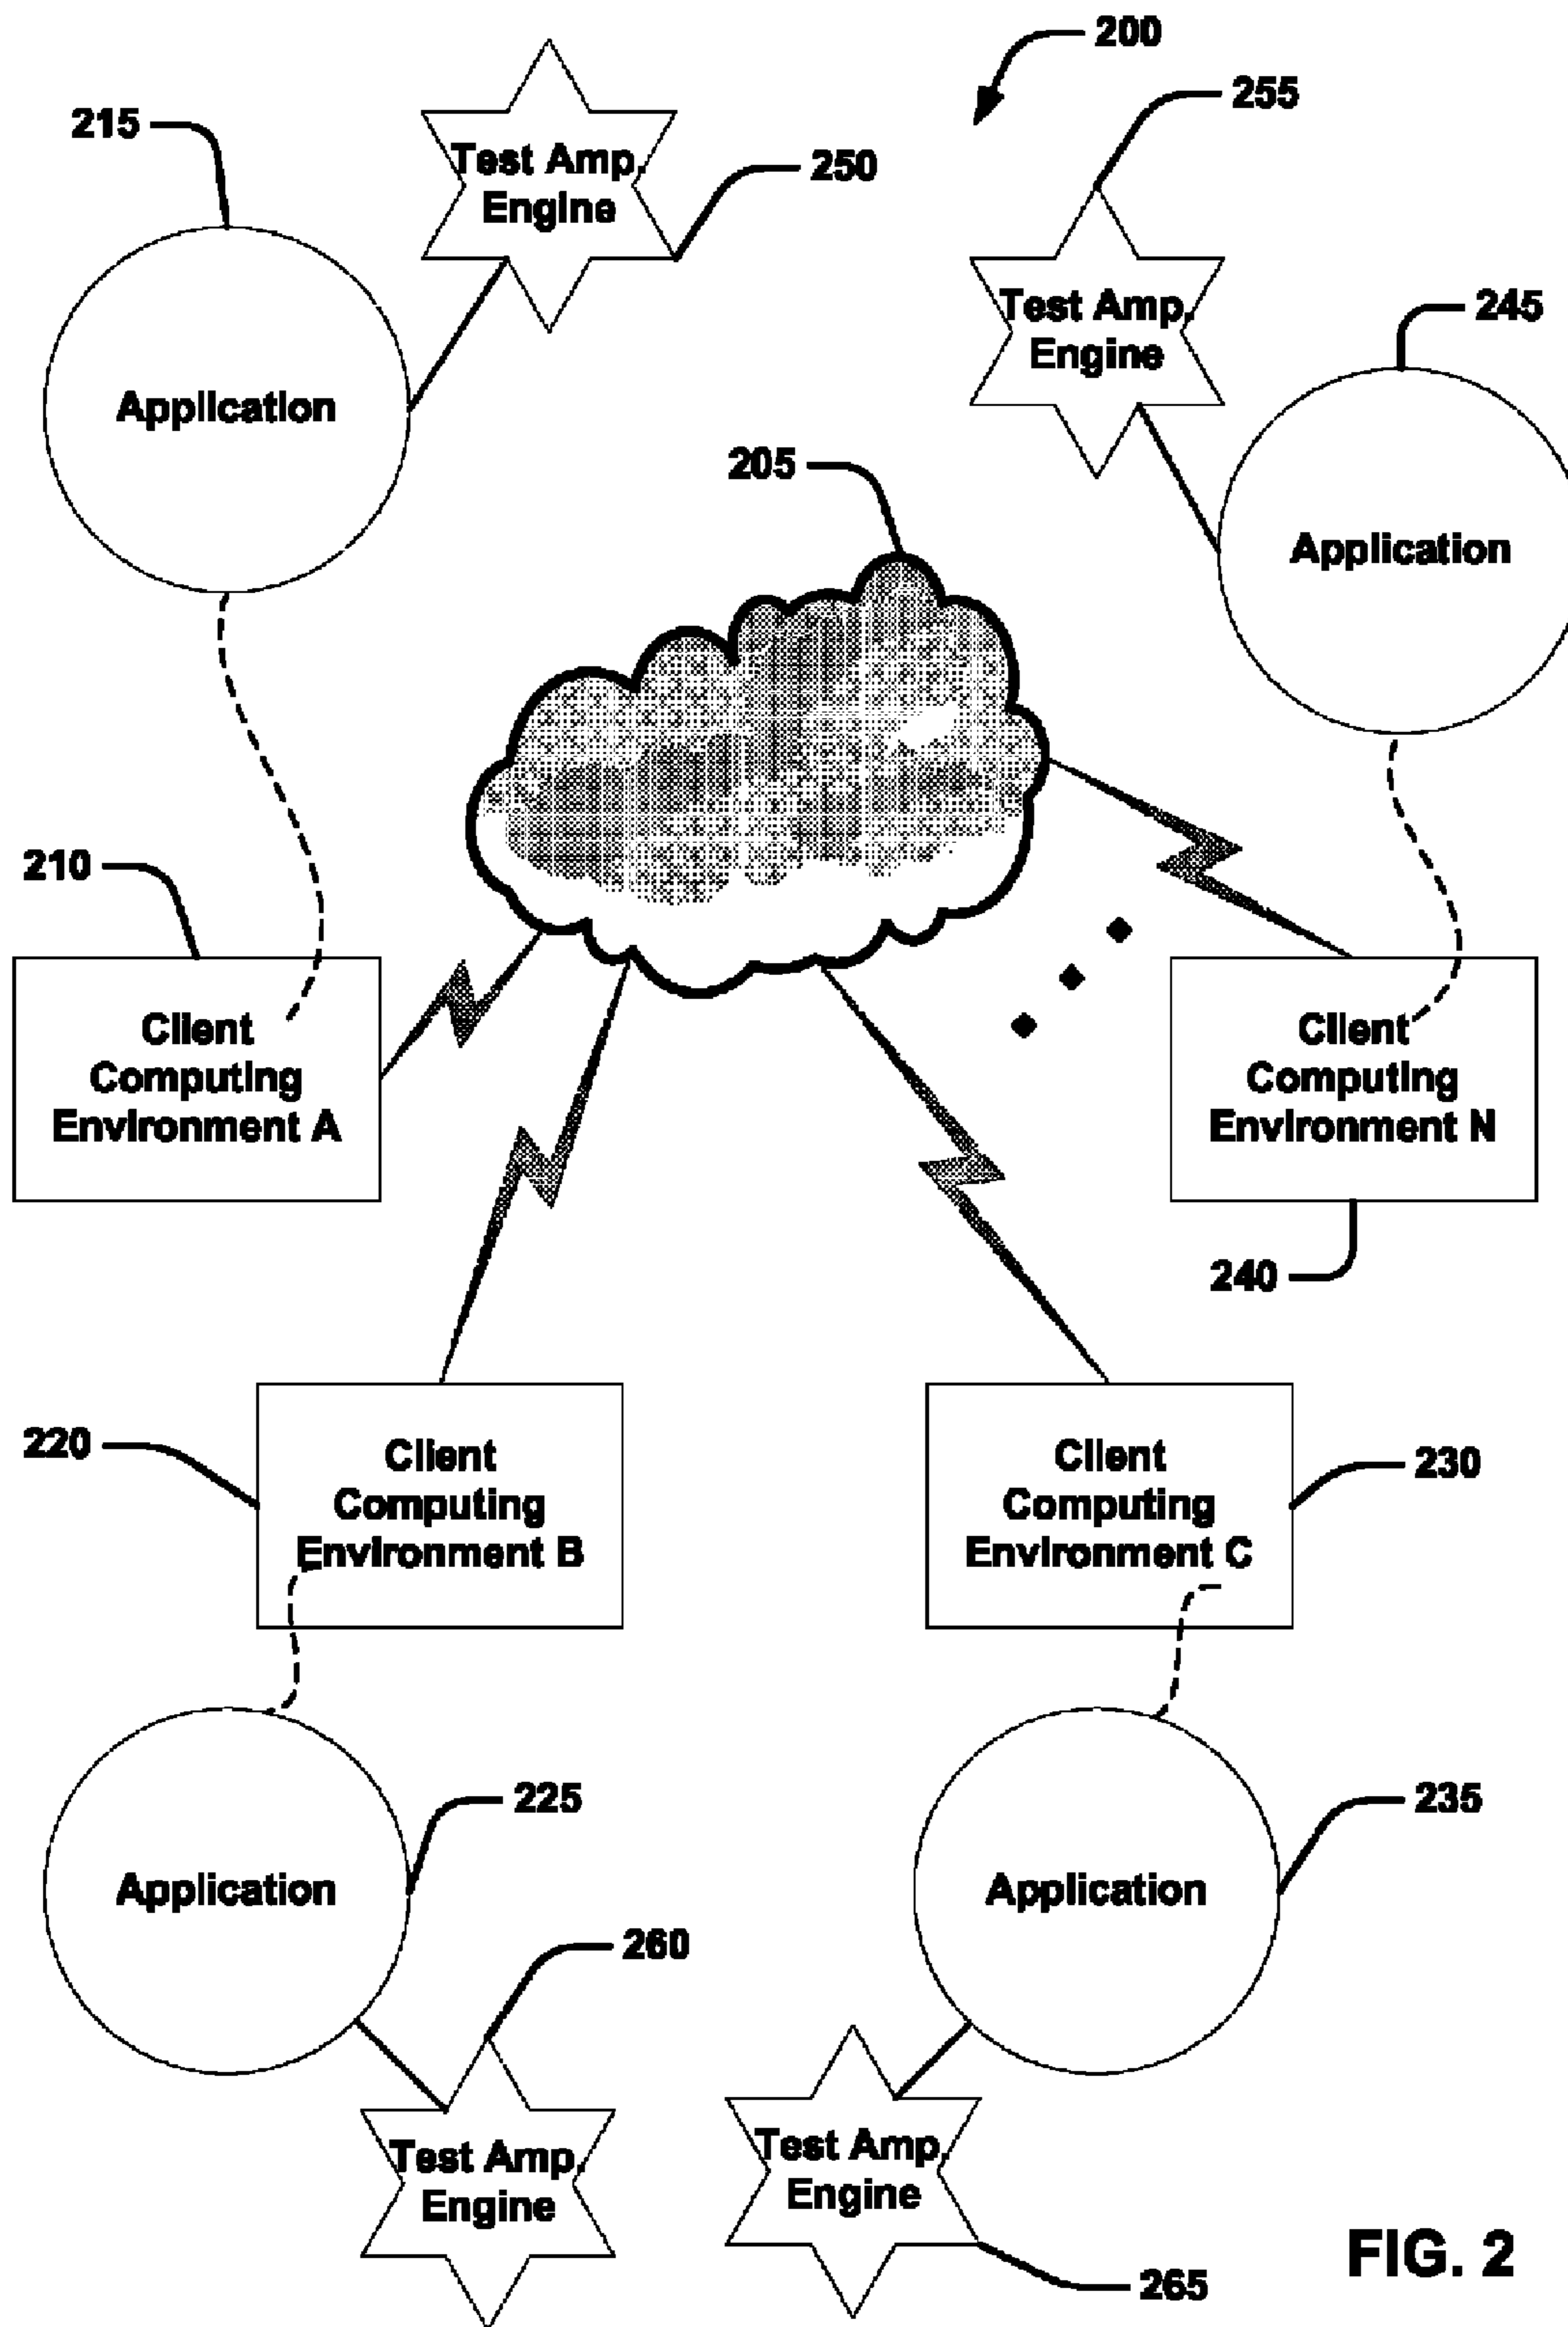 200
255
215
Test Amp.
Engine
250
Test Amp.
Engine
245
Application
205
Application
210
Client
Computing
Environment A
Client
Computing
Environment N
240
220
Client
Computing
Environment B
Client
Computing
Environment C
230
225
235
Application
Application
260
Test Amp.
Engine
Test Amp.
Engine
265
FIG. 2